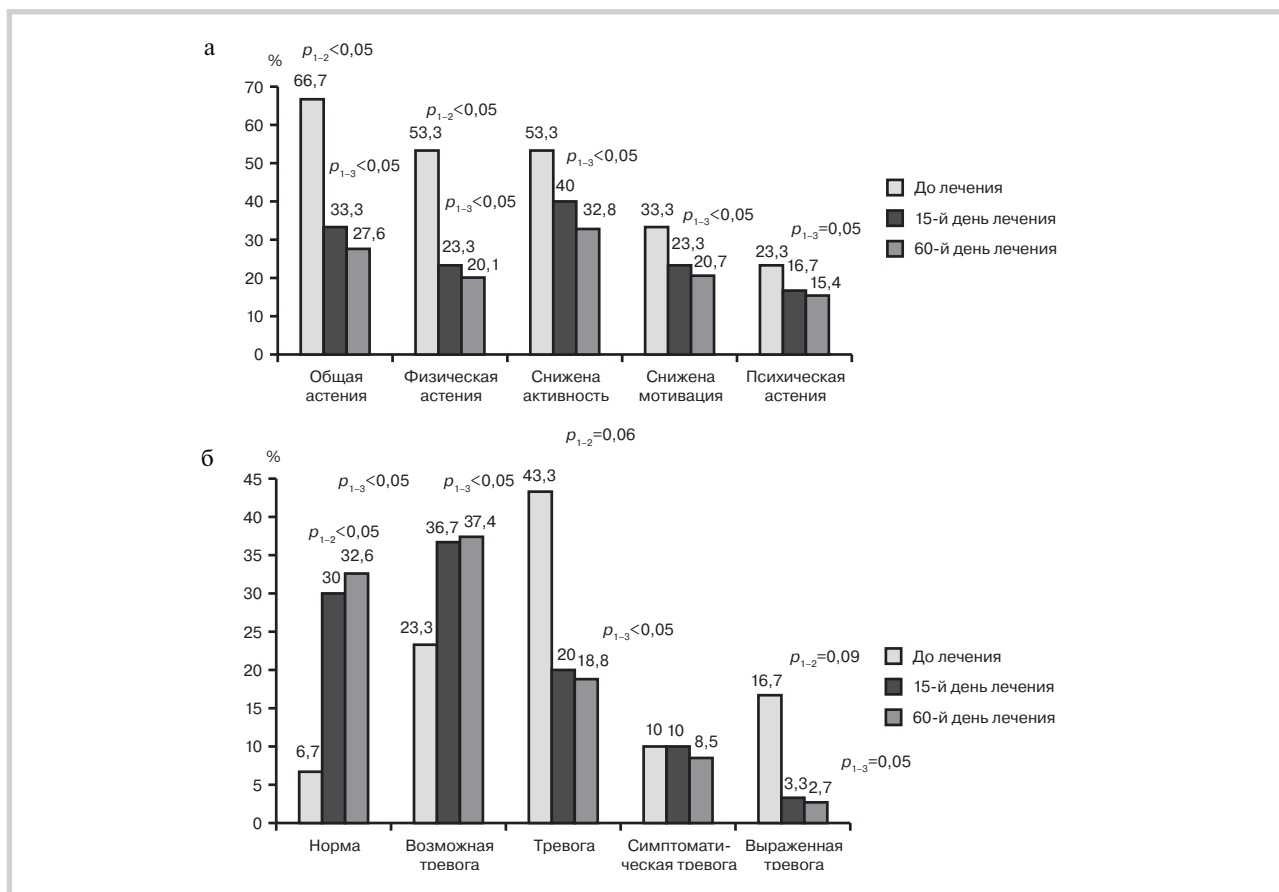 а
%
p1–2<0,05
66,7
p1–2<0,05
53,3
53,3
p1–3<0,05
p1–3<0,05
40
p1–3<0,05
33,3
32,8
33,3
p1–3<0,05
p1–3=0,05
27,6
23,3
20,1
23,3
20,7
23,3
16,7
15,4
70
60
50
40
30
20
10
0
Общая
астения
Физическая
астения
Снижена
активность
Снижена
мотивация
Психическая
астения
До лечения
15-й день лечения
60-й день лечения
б
%
p1–2=0,06
43,3
p1–3<0,05
p1–3<0,05
36,7
37,4
p1–2<0,05
30
32,6
23,3
p1–3<0,05
20
18,8
p1–2=0,09
16,7
6,7
10
10
8,5
p1–3=0,05
3,3
2,7
45
40
35
30
25
20
15
10
5
0
Норма
Возможная
тревога
Тревога
Симптомати-
ческая тревога
Выраженная
тревога
До лечения
15-й день лечения
60-й день лечения